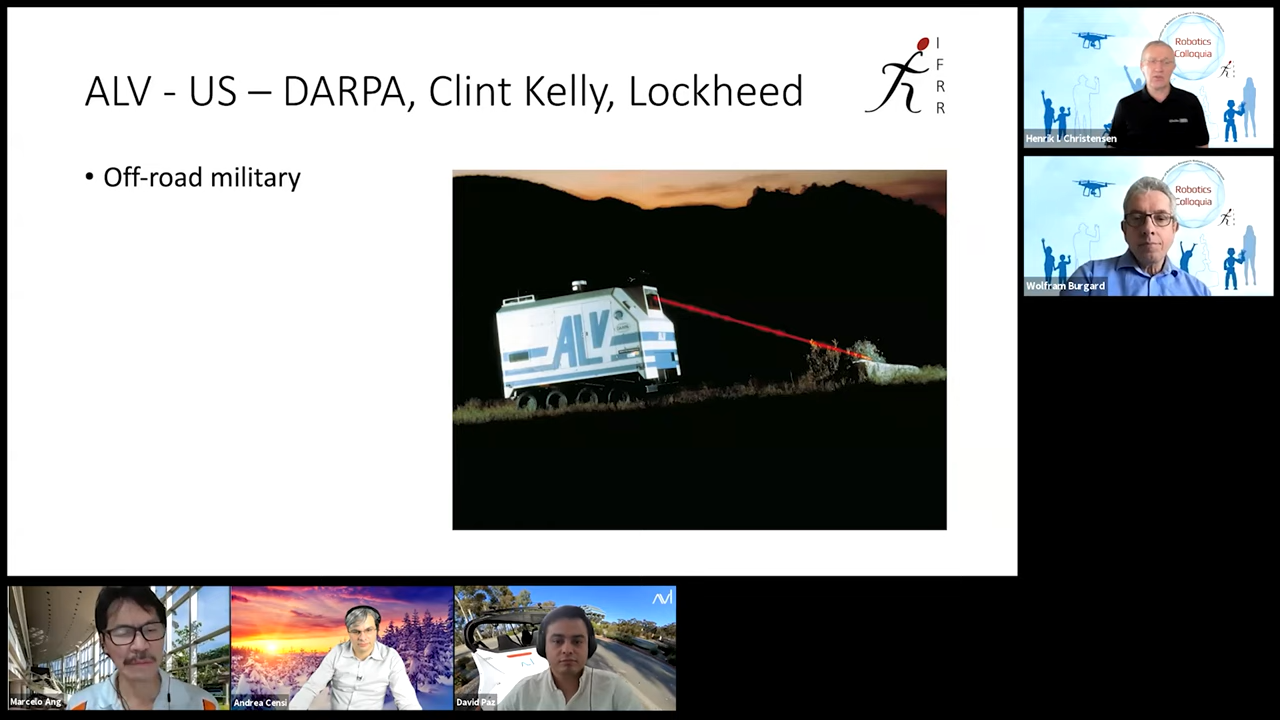 ALV - US – DARPA, Clint Kelly, Lockheed
I
F
R
R
• Off-road military
ALV
Robotics
Colloquia
Henrik I. Christensen
Robotics
Colloquia
Wolfram Burgard
Marcelo Ang
Andrea Censi
David Paz